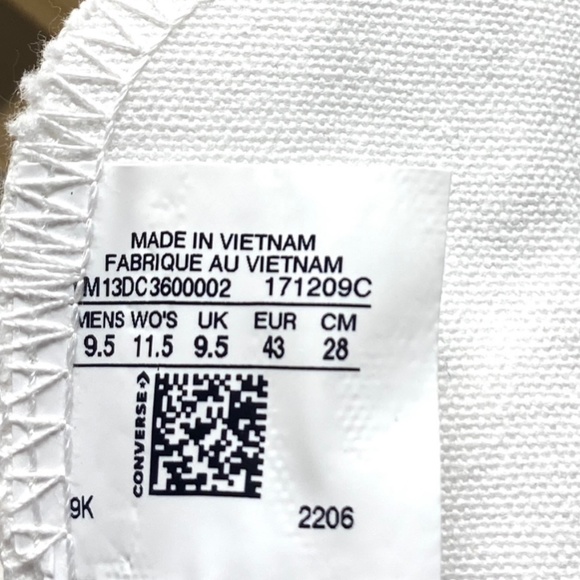 MADE IN VIETNAM
FABRIQUE AU VIETNAM
M13DC3600002 171209C
MENS WO'S UK EUR CM
9.5 11.5 9.5 43 28
CONVERSE
9K 2206